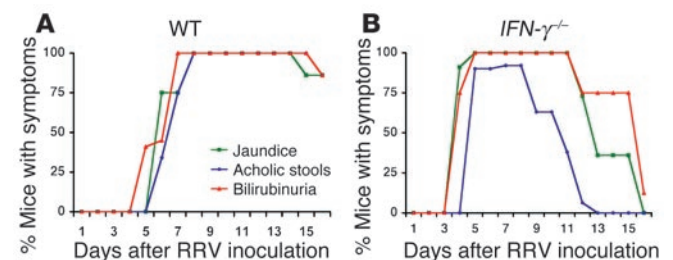 A
WT
% Mice with symptoms
100
75
50
25
0
Jaundice
Acholic stools
Bilirubinuria
1 3 5 7 9 11 13 15
Days after RRV inoculation
B
IFN-γ-/-
% Mice with symptoms
100
75
50
25
0
1 3 5 7 9 11 13 15
Days after RRV inoculation